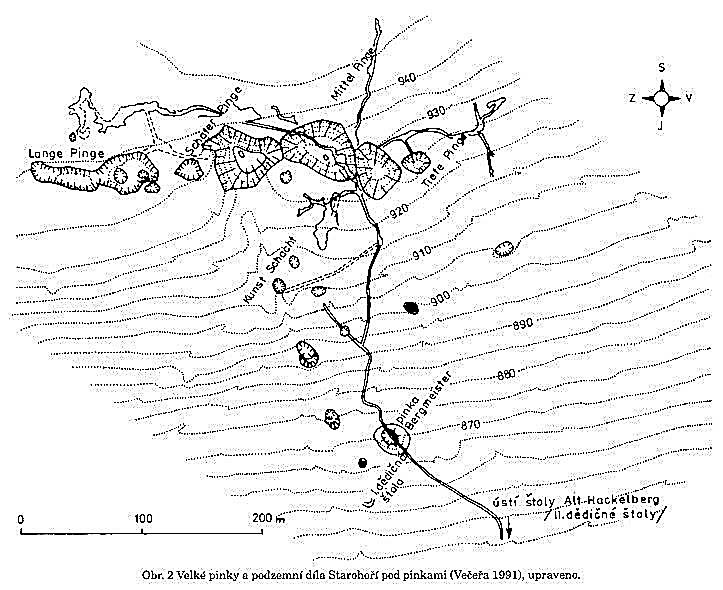 Mittel Pinge
940
S
Z V
J
930
Schaler Pinge
Lange Pinge
Tiefe Pinge
920
910
Kunst Schacht
900
890
880
pinka
Bergmeister
870
I. dědičná
štola
ústí štoly Alt-Hackelberg
/II.dědičné štoly/
0 100 200 m
Obr. 2 Velké pinky a podzemní díla Starohoří pod pinkami (Večeřa 1991), upraveno.